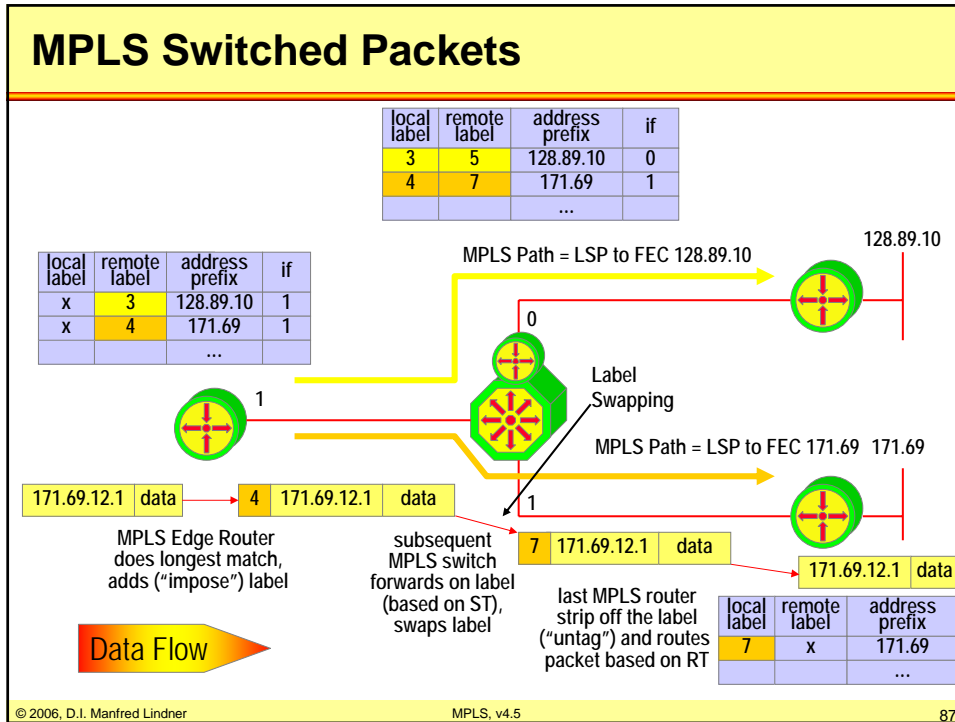 MPLS Switched Packets
local label remote label address prefix if
3 5 128.89.10 0
4 7 171.69 1
...
local label remote label address prefix if
x 3 128.89.10 1
x 4 171.69 1
...
MPLS Path = LSP to FEC 128.89.10
128.89.10
0
1
Label
Swapping
MPLS Path = LSP to FEC 171.69
171.69
1
171.69.12.1 data
4 171.69.12.1 data
7 171.69.12.1 data
171.69.12.1 data
MPLS Edge Router
does longest match,
adds (“impose”) label
subsequent
MPLS switch
forwards on label
(based on ST),
swaps label
last MPLS router
strip off the label
(“untag”) and routes
packet based on RT
local label remote label address prefix
7 x 171.69
...
Data Flow
© 2006, D.I. Manfred Lindner
MPLS, v4.5
87